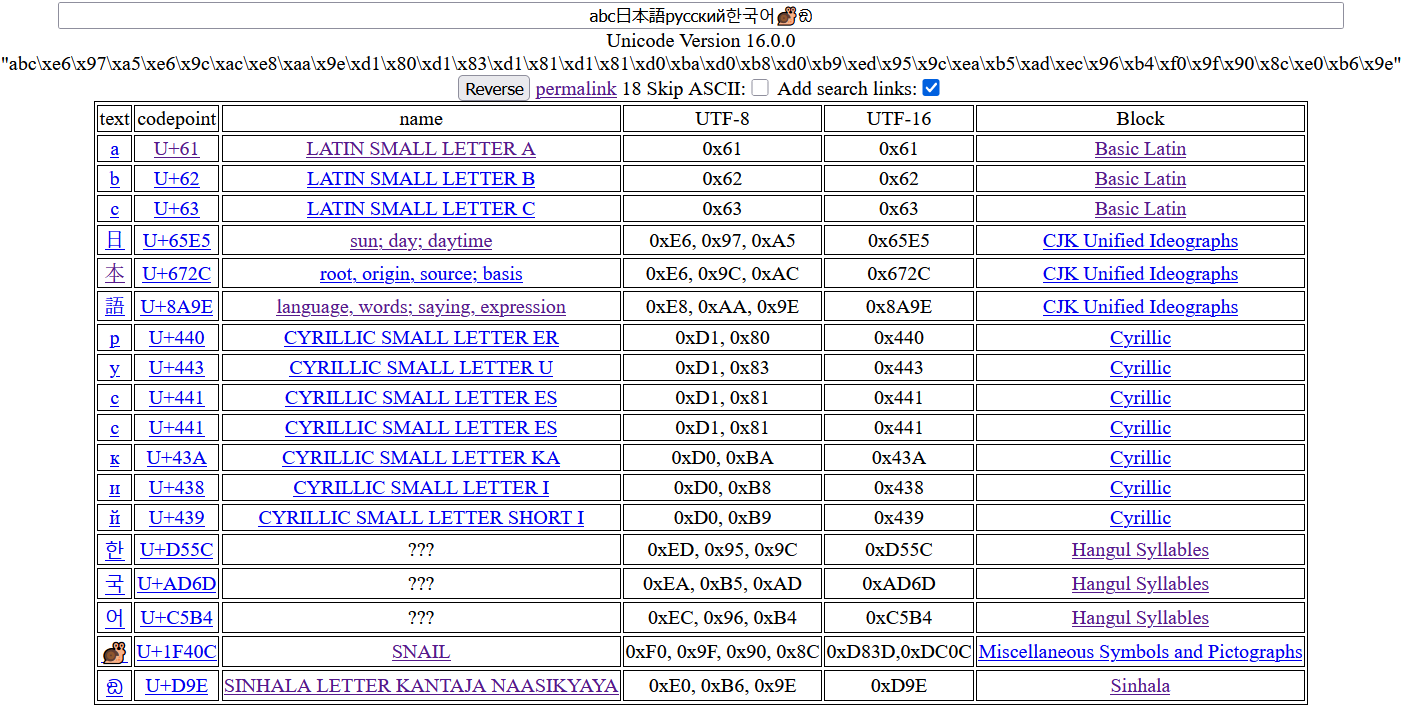 abc日本語русский한국어🐌ඞ
Unicode Version 16.0.0
"abc\xe6\x97\xa5\xe6\x9c\xac\xe8\xaa\x9e\xd1\x80\xd1\x83\xd1\x81\xd1\x81\xd0\xba\xd0\xb8\xd0\xb9\xed\x95\x9c\xea\xb5\xad\xec\x96\xb4\xf0\x9f\x90\x8c\xe0\xb6\x9e"
Reverse permalink 18 Skip ASCII: Add search links:
text codepoint name UTF-8 UTF-16 Block
a U+61 LATIN SMALL LETTER A 0x61 0x61 Basic Latin
b U+62 LATIN SMALL LETTER B 0x62 0x62 Basic Latin
c U+63 LATIN SMALL LETTER C 0x63 0x63 Basic Latin
日 U+65E5 sun; day; daytime 0xE6, 0x97, 0xA5 0x65E5 CJK Unified Ideographs
本 U+672C root, origin, source; basis 0xE6, 0x9C, 0xAC 0x672C CJK Unified Ideographs
語 U+8A9E language, words; saying, expression 0xE8, 0xAA, 0x9E 0x8A9E CJK Unified Ideographs
р U+440 CYRILLIC SMALL LETTER ER 0xD1, 0x80 0x440 Cyrillic
у U+443 CYRILLIC SMALL LETTER U 0xD1, 0x83 0x443 Cyrillic
с U+441 CYRILLIC SMALL LETTER ES 0xD1, 0x81 0x441 Cyrillic
с U+441 CYRILLIC SMALL LETTER ES 0xD1, 0x81 0x441 Cyrillic
к U+43A CYRILLIC SMALL LETTER KA 0xD0, 0xBA 0x43A Cyrillic
и U+438 CYRILLIC SMALL LETTER I 0xD0, 0xB8 0x438 Cyrillic
й U+439 CYRILLIC SMALL LETTER SHORT I 0xD0, 0xB9 0x439 Cyrillic
한 U+D55C ??? 0xED, 0x95, 0x9C 0xD55C Hangul Syllables
국 U+AD6D ??? 0xEA, 0xB5, 0xAD 0xAD6D Hangul Syllables
어 U+C5B4 ??? 0xEC, 0x96, 0xB4 0xC5B4 Hangul Syllables
🐌 U+1F40C SNAIL 0xF0, 0x9F, 0x90, 0x8C 0xD83D,0xDC0C Miscellaneous Symbols and Pictographs
ඞ U+D9E SINHALA LETTER KANTAJA NAASIKYAYA 0xE0, 0xB6, 0x9E 0xD9E Sinhala